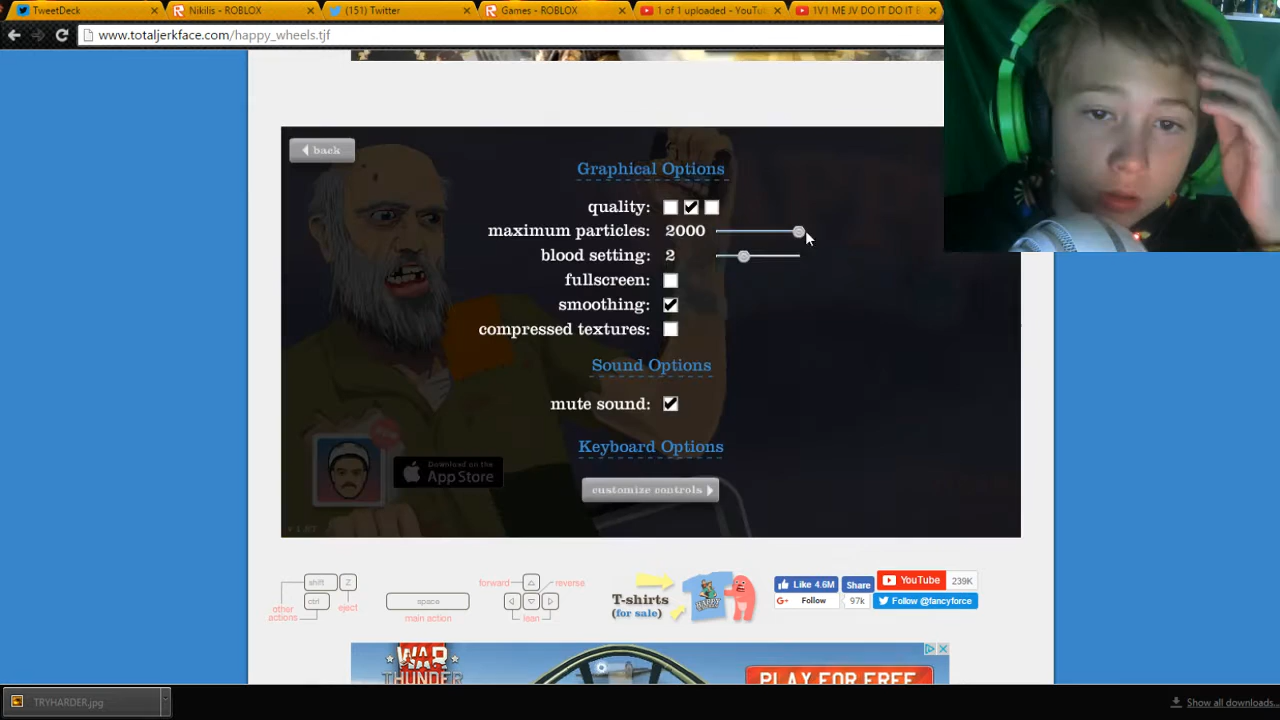 TweetDeck
Nikilis - ROBLOX
(151) Twitter
Games - ROBLOX
1 of 1 uploaded - YouTu
1V1 ME JV DO IT DO IT
www.totaljerkface.com/happy_wheels.tjf
back
Graphical Options
quality:
maximum particles: 2000
blood setting: 2
fullscreen:
smoothing:
compressed textures:
Sound Options
mute sound:
Keyboard Options
Download on the
App Store
customize controls
shift Z
ctrl
other
actions
eject
space
main action
forward
reverse
lean
T-shirts
(for sale)
Like 4.6M
Share
YouTube 239K
G+ Follow 97k
Follow @fancyforce
WAR
THUNDER
PLAY FOR FREE
TRYHARDER.jpg
Show all downloads...